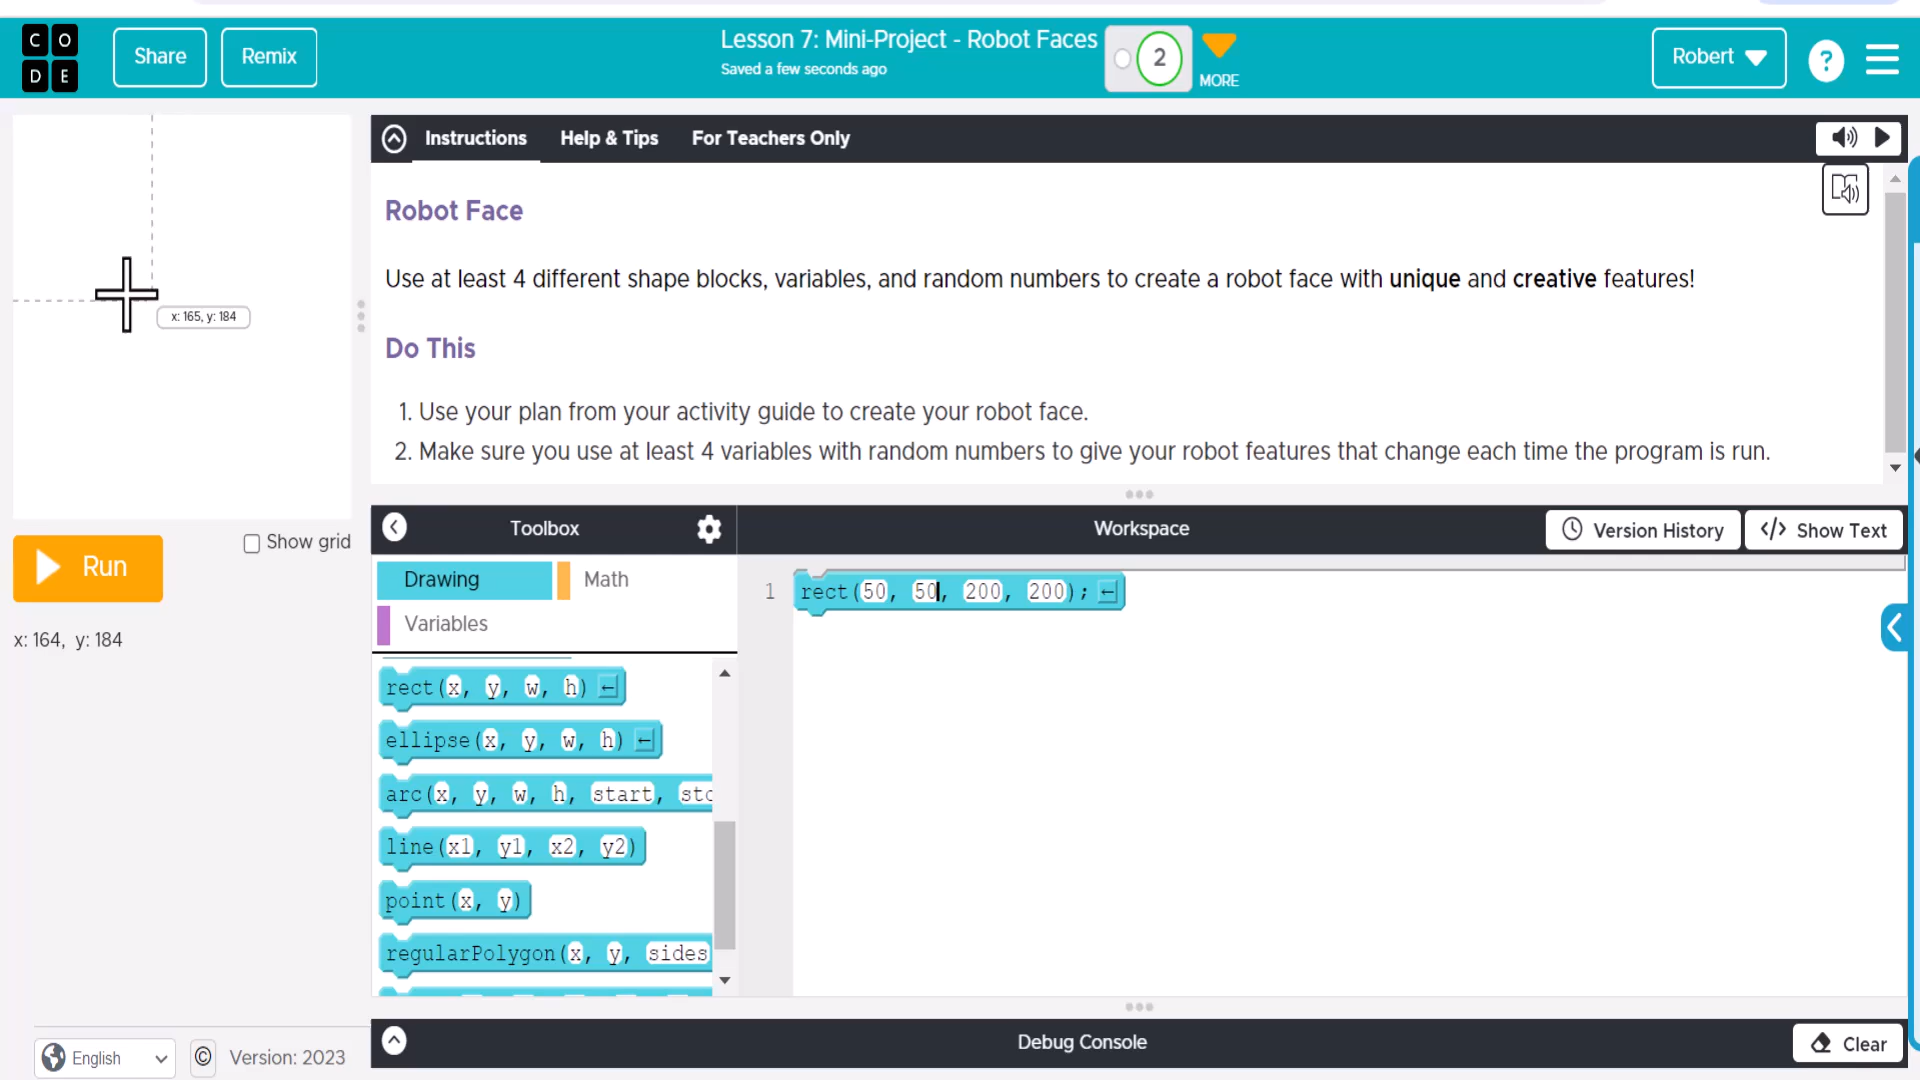 C O
D E
Share
Remix
Lesson 7: Mini-Project - Robot Faces
Saved a few seconds ago
2
MORE
Robert
?
Instructions
Help & Tips
For Teachers Only
x: 165, y: 184
Robot Face
Use at least 4 different shape blocks, variables, and random numbers to create a robot face with unique and creative features!
Do This
1. Use your plan from your activity guide to create your robot face.
2. Make sure you use at least 4 variables with random numbers to give your robot features that change each time the program is run.
Run
Show grid
x: 164, y: 184
Toolbox
Workspace
Version History
</> Show Text
Drawing
Math
Variables
1 rect(50, 50, 200, 200); ←
rect(x, y, w, h) ←
ellipse(x, y, w, h) ←
arc(x, y, w, h, start, sto
line(x1, y1, x2, y2)
point(x, y)
regularPolygon(x, y, sides
English
©
Version: 2023
Debug Console
Clear